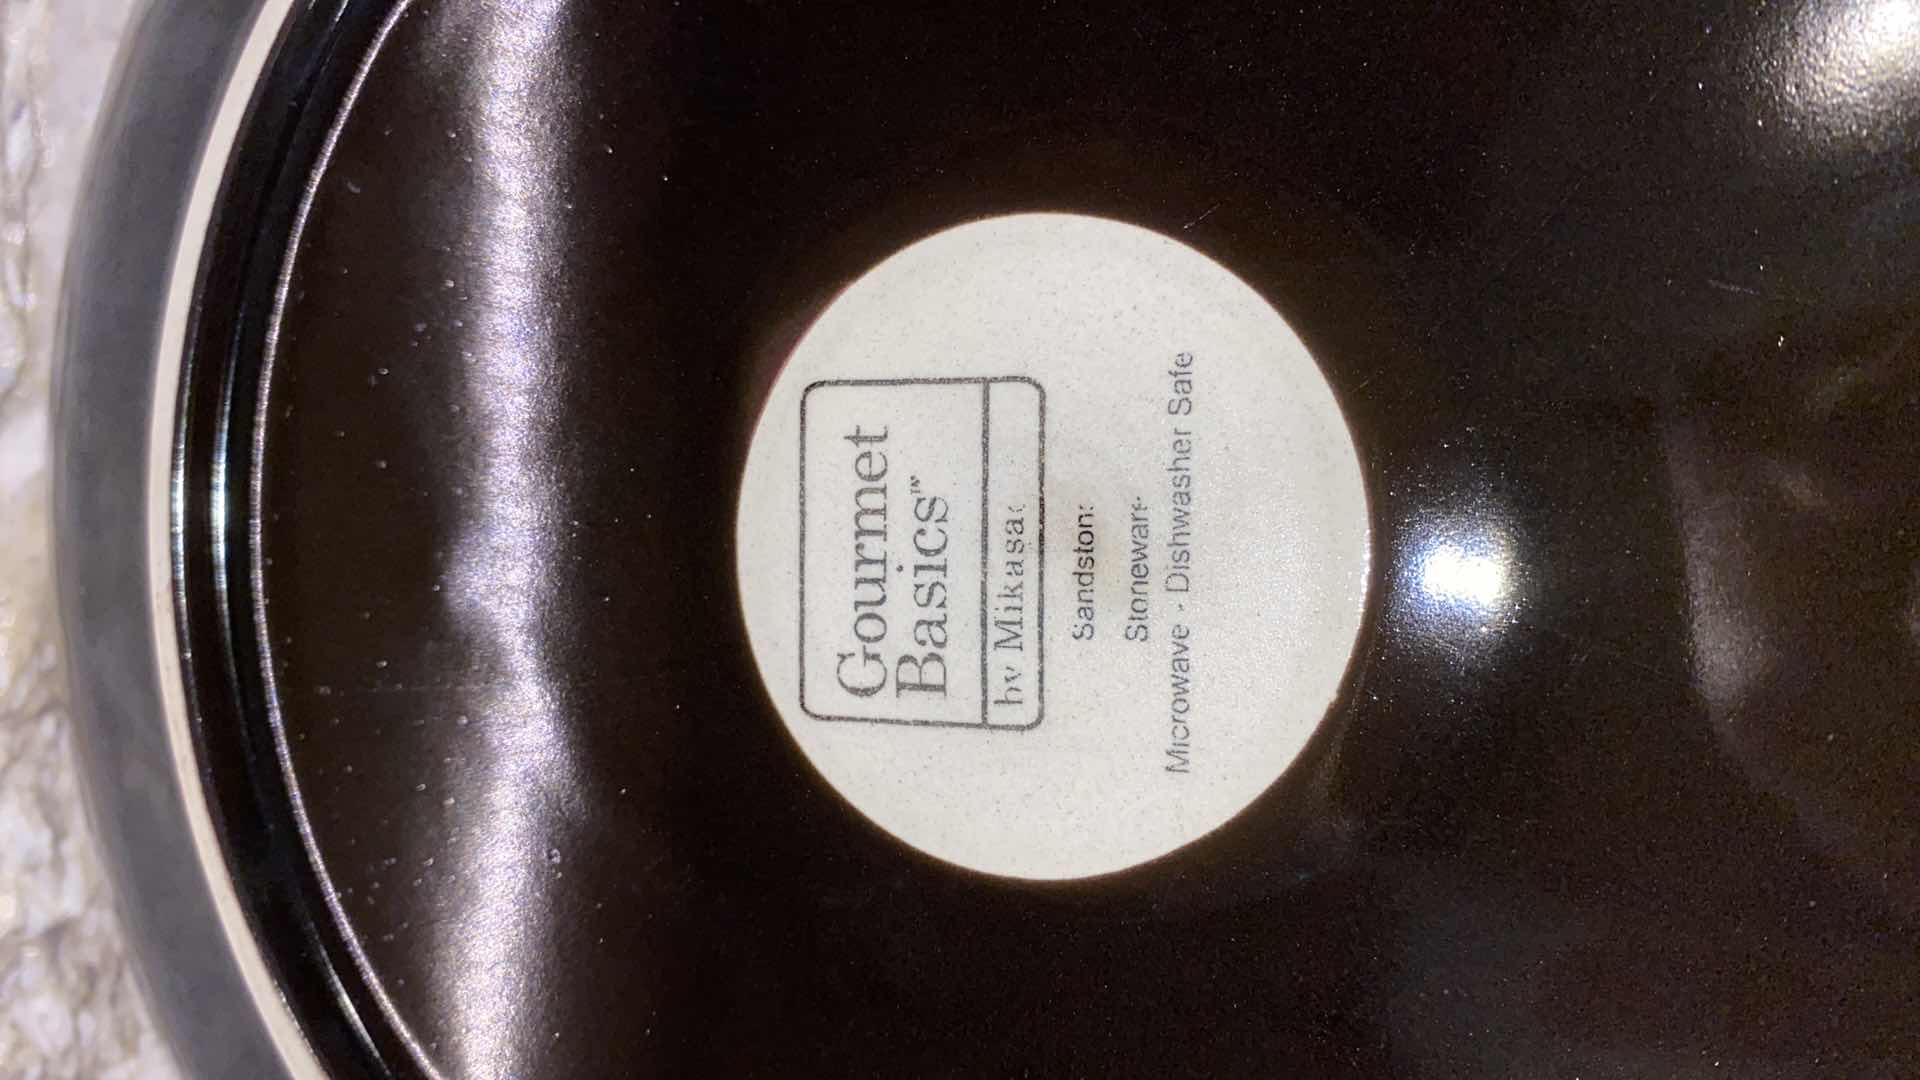 Gourmet
Basics™
by Mikasa
Sandstone
Stoneware
Microwave · Dishwasher Safe